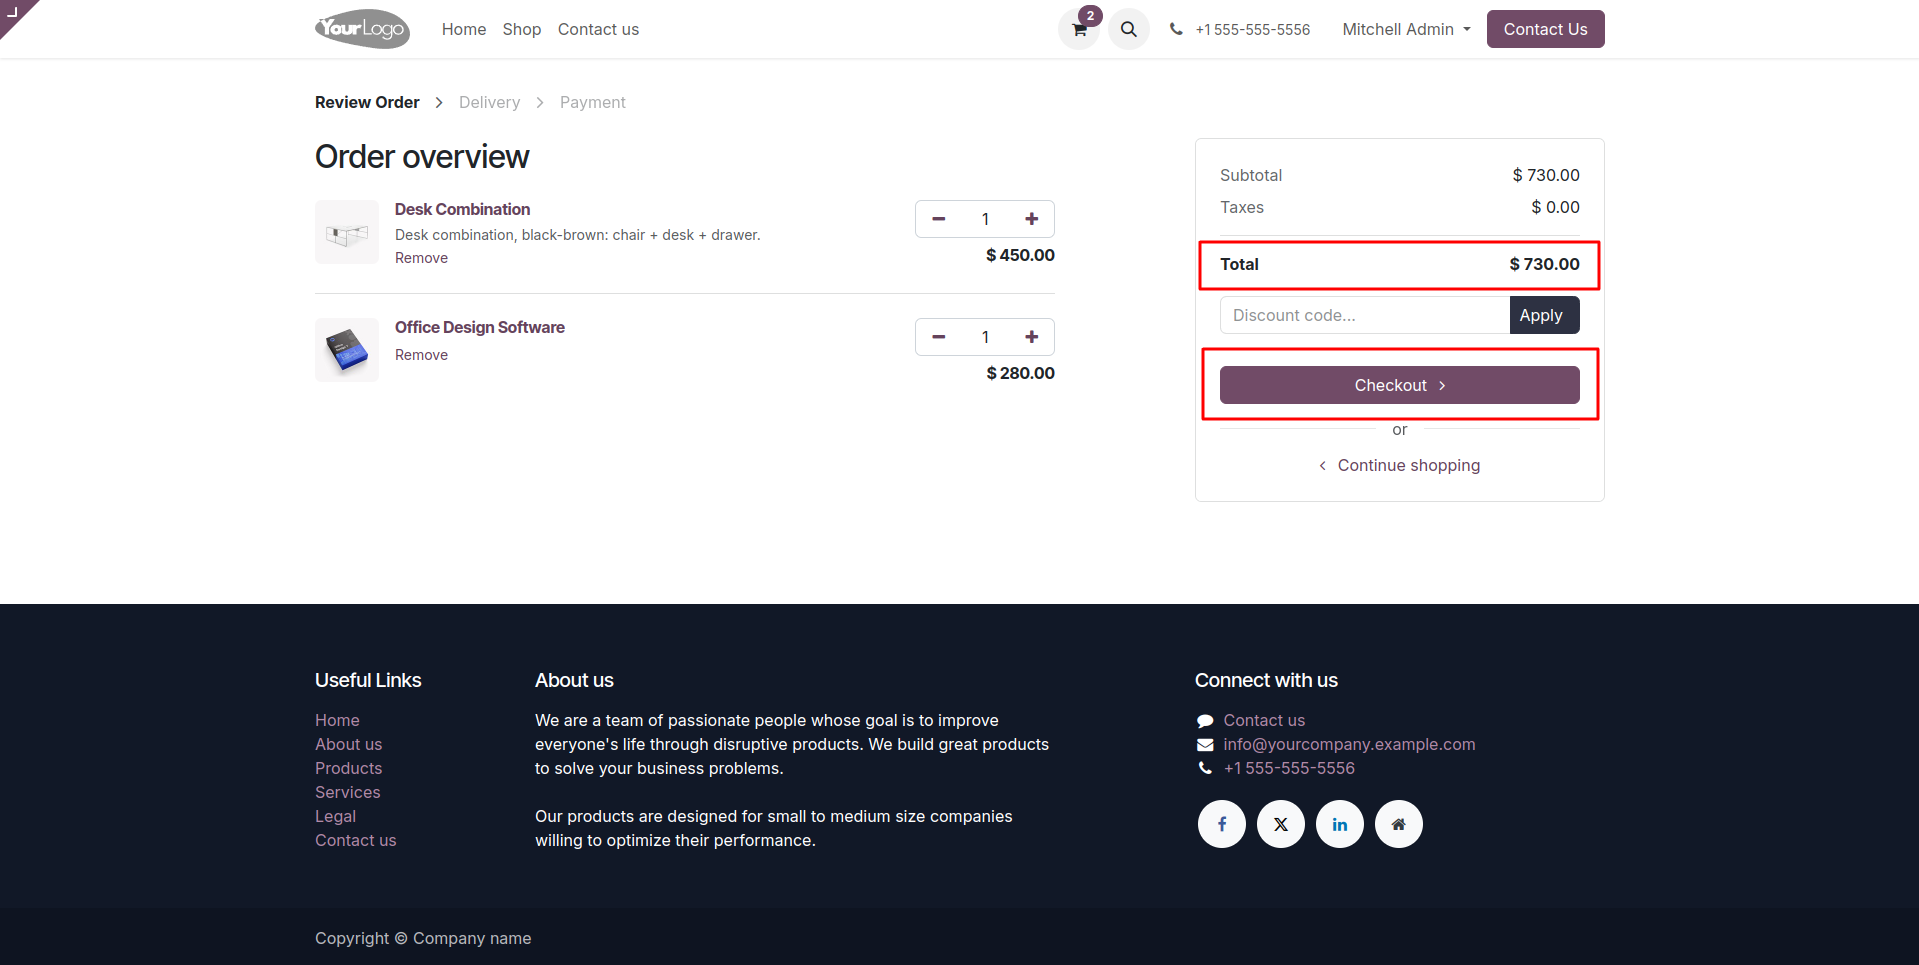 YourLogo
Home Shop Contact us
2
+1 555-555-5556
Mitchell Admin
Contact Us
Review Order > Delivery > Payment
Order overview
Desk Combination
Desk combination, black-brown: chair + desk + drawer.
Remove
1
$ 450.00
Office Design Software
Remove
1
$ 280.00
Subtotal $ 730.00
Taxes $ 0.00
Total $ 730.00
Discount code... Apply
Checkout >
or
< Continue shopping
Useful Links
Home
About us
Products
Services
Legal
Contact us
About us
We are a team of passionate people whose goal is to improve
everyone's life through disruptive products. We build great products
to solve your business problems.
Our products are designed for small to medium size companies
willing to optimize their performance.
Connect with us
Contact us
info@yourcompany.example.com
+1 555-555-5556
Copyright © Company name